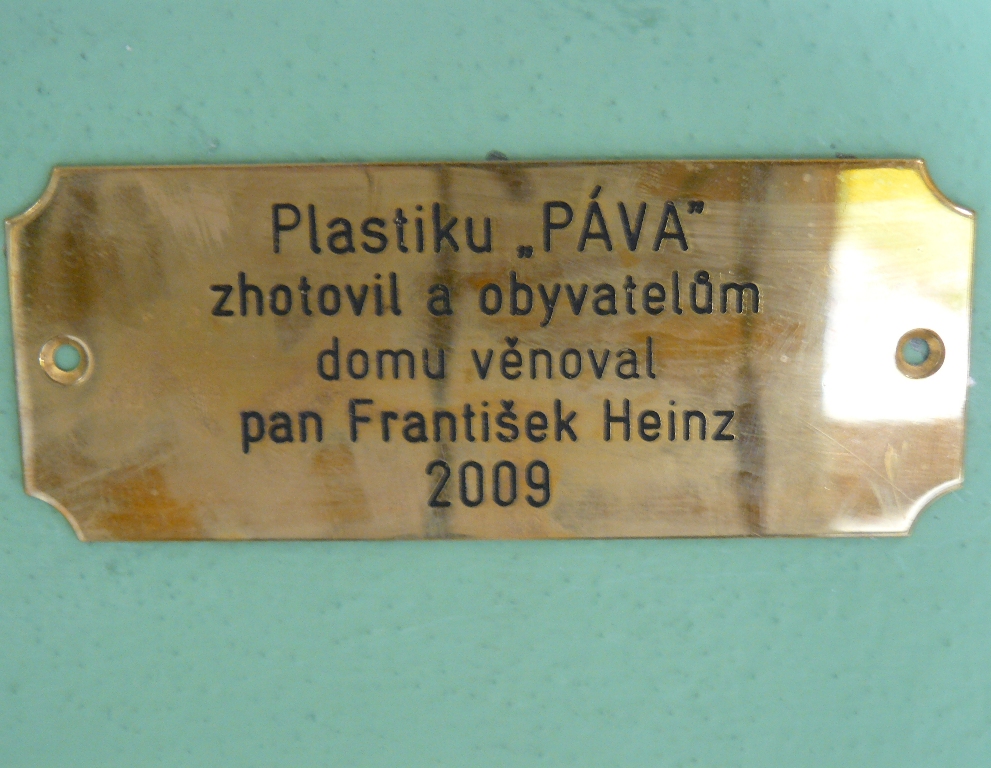 Plastiku „PÁVA”
zhotovil a obyvatelům
domu věnoval
pan František Heinz
2009